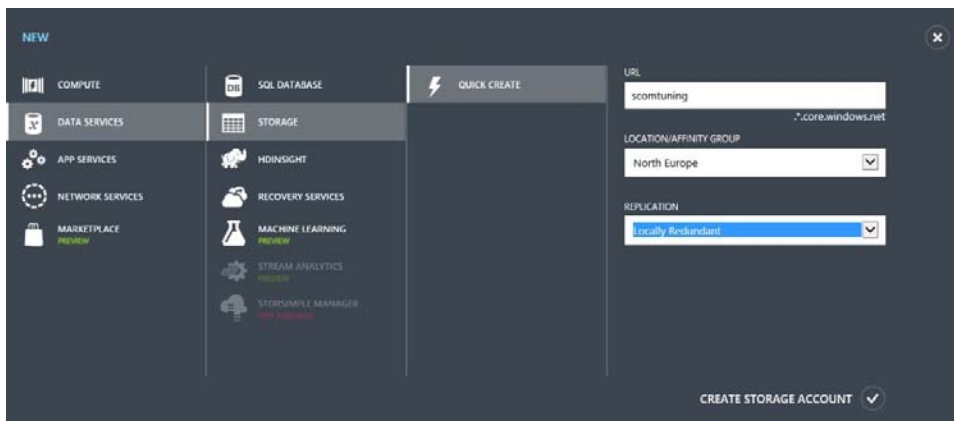 NEW
COMPUTE
DATA SERVICES
APP SERVICES
NETWORK SERVICES
MARKETPLACE
PREVIEW
SQL DATABASE
STORAGE
HDINSIGHT
RECOVERY SERVICES
MACHINE LEARNING
PREVIEW
STREAM ANALYTICS
PREVIEW
STORSIMPLE MANAGER
QUICK CREATE
URL
scomtuning
.*.core.windows.net
LOCATION/AFFINITY GROUP
North Europe
REPLICATION
Locally Redundant
CREATE STORAGE ACCOUNT